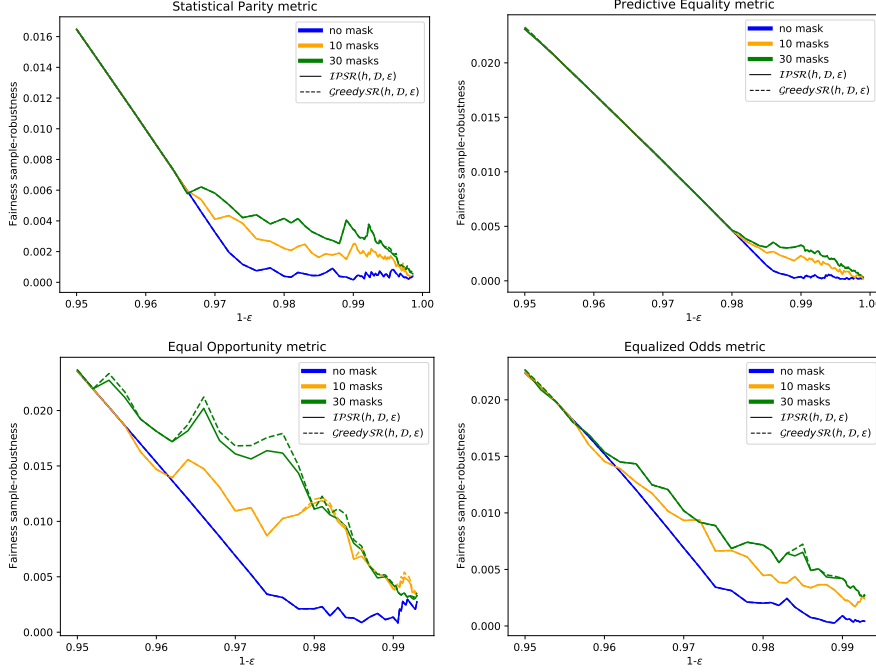 Statistical Parity metric
0.016
0.014
0.012
0.010
0.008
0.006
0.004
0.002
0.000
Fairness sample-robustness
no mask
10 masks
30 masks
IPSR(h, D, ε)
GreedySR(h, D, ε)
0.95
0.96
0.97
0.98
0.99
1.00
1-ε
Predictive Equality metric
0.020
0.015
0.010
0.005
0.000
Fairness sample-robustness
no mask
10 masks
30 masks
IPSR(h, D, ε)
GreedySR(h, D, ε)
0.95
0.96
0.97
0.98
0.99
1.00
1-ε
Equal Opportunity metric
0.020
0.015
0.010
0.005
0.000
Fairness sample-robustness
no mask
10 masks
30 masks
IPSR(h, D, ε)
GreedySR(h, D, ε)
0.95
0.96
0.97
0.98
0.99
1-ε
Equalized Odds metric
0.020
0.015
0.010
0.005
0.000
Fairness sample-robustness
no mask
10 masks
30 masks
IPSR(h, D, ε)
GreedySR(h, D, ε)
0.95
0.96
0.97
0.98
0.99
1-ε